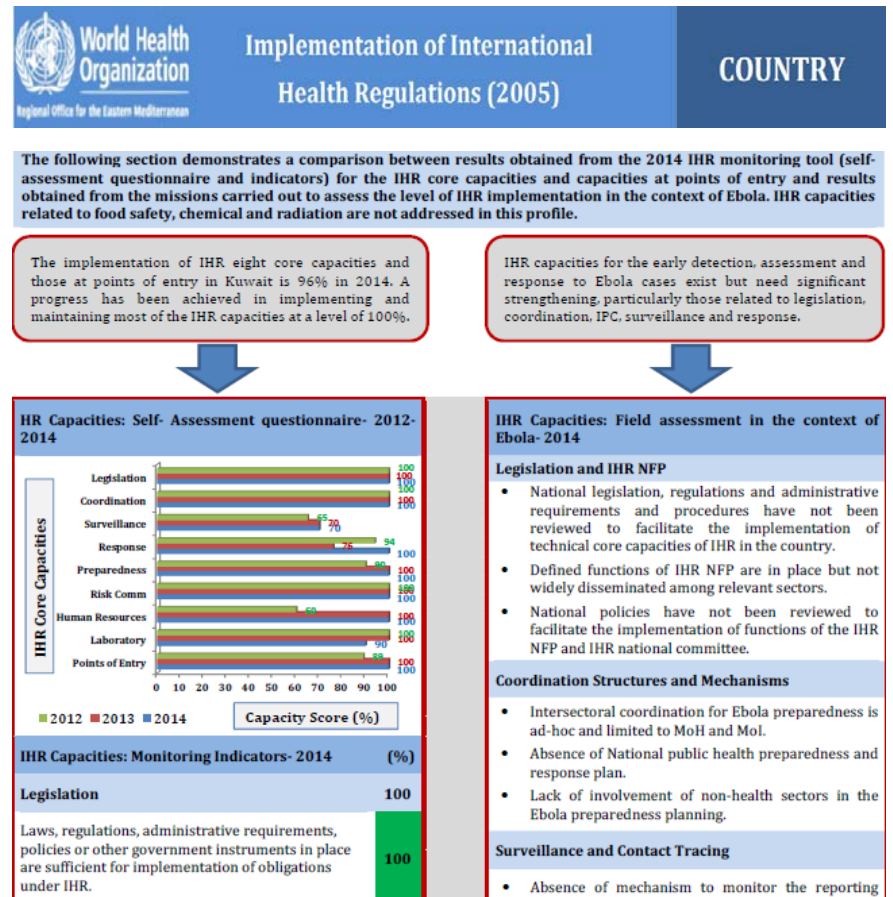 World Health
Organization
Regional Office for the Eastern Mediterranean
Implementation of International
Health Regulations (2005)
COUNTRY
The following section demonstrates a comparison between results obtained from the 2014 IHR monitoring tool (self-
assessment questionnaire and indicators) for the IHR core capacities and capacities at points of entry and results
obtained from the missions carried out to assess the level of IHR implementation in the context of Ebola. IHR capacities
related to food safety, chemical and radiation are not addressed in this profile.
The implementation of IHR eight core capacities and
those at points of entry in Kuwait is 96% in 2014. A
progress has been achieved in implementing and
maintaining most of the IHR capacities at a level of 100%.
IHR capacities for the early detection, assessment and
response to Ebola cases exist but need significant
strengthening, particularly those related to legislation,
coordination, IPC, surveillance and response.
HR Capacities: Self- Assessment questionnaire- 2012-
2014
IHR Core Capacities
Legislation 100 100 100
Coordination 100 100 100
Surveillance 65 70 70
Response 94 76 100
Preparedness 90 100 100
Risk Comm 100 100 100
Human Resources 60 100 100
Laboratory 100 100 90
Points of Entry 89 100 100
0 10 20 30 40 50 60 70 80 90 100
2012 2013 2014
Capacity Score (%)
IHR Capacities: Monitoring Indicators- 2014 (%)
Legislation 100
Laws, regulations, administrative requirements,
policies or other government instruments in place
are sufficient for implementation of obligations
under IHR.
100
IHR Capacities: Field assessment in the context of
Ebola- 2014
Legislation and IHR NFP
• National legislation, regulations and administrative
requirements and procedures have not been
reviewed to facilitate the implementation of
technical core capacities of IHR in the country.
• Defined functions of IHR NFP are in place but not
widely disseminated among relevant sectors.
• National policies have not been reviewed to
facilitate the implementation of functions of the IHR
NFP and IHR national committee.
Coordination Structures and Mechanisms
• Intersectoral coordination for Ebola preparedness is
ad-hoc and limited to MoH and MoI.
• Absence of National public health preparedness and
response plan.
• Lack of involvement of non-health sectors in the
Ebola preparedness planning.
Surveillance and Contact Tracing
• Absence of mechanism to monitor the reporting